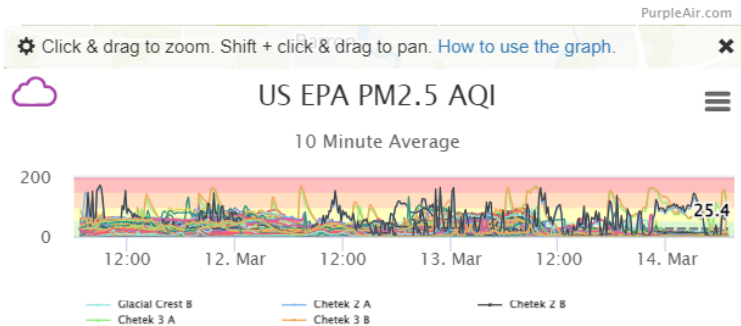 PurpleAir.com
Click & drag to zoom. Shift + click & drag to pan. How to use the graph.
Barron
US EPA PM2.5 AQI
10 Minute Average
200
25.4
0
12:00 12. Mar 12:00 13. Mar 12:00 14. Mar
Glacial Crest B Chetek 2 A Chetek 2 B
Chetek 3 A Chetek 3 B